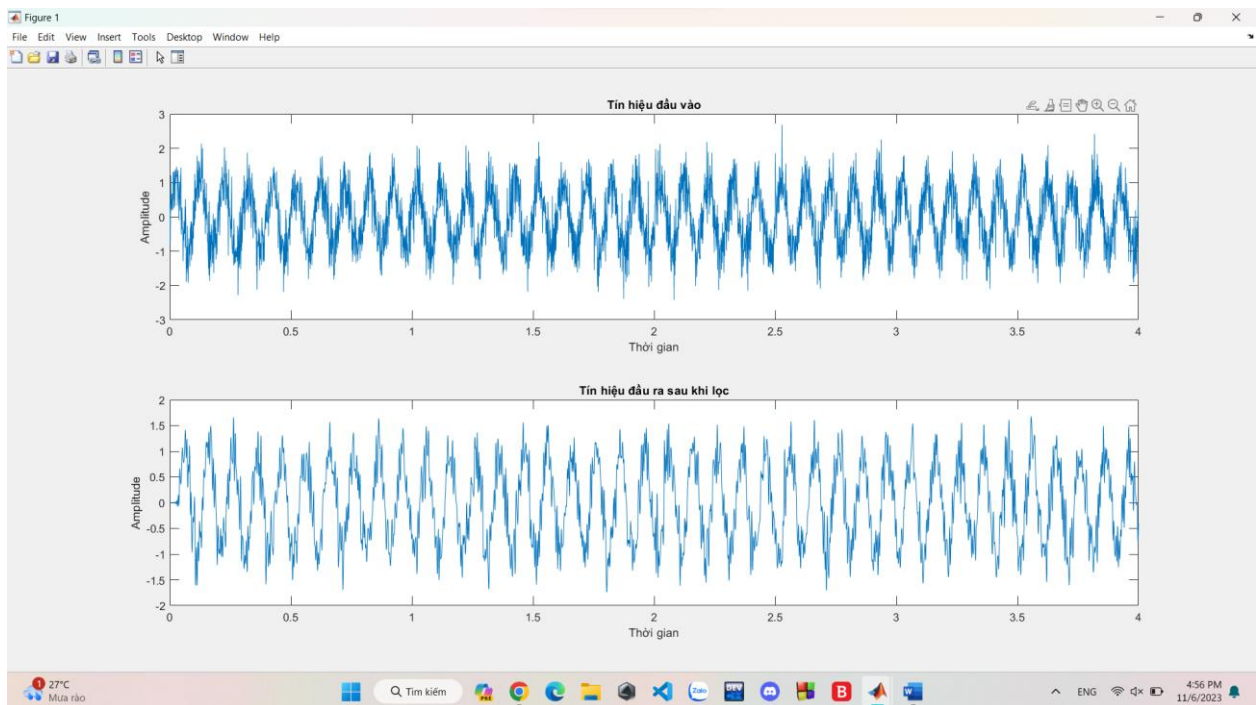 Figure 1
File Edit View Insert Tools Desktop Window Help
Tín hiệu đầu vào
3
2
1
0
-1
-2
-3
Amplitude
0 0.5 1 1.5 2 2.5 3 3.5 4
Thời gian
Tín hiệu đầu ra sau khi lọc
2
1.5
1
0.5
0
-0.5
-1
-1.5
-2
Amplitude
0 0.5 1 1.5 2 2.5 3 3.5 4
Thời gian
1
27°C
Mưa rào
Tìm kiếm
PRE
Zalo
DEV
B
W
ENG
4:56 PM
11/6/2023